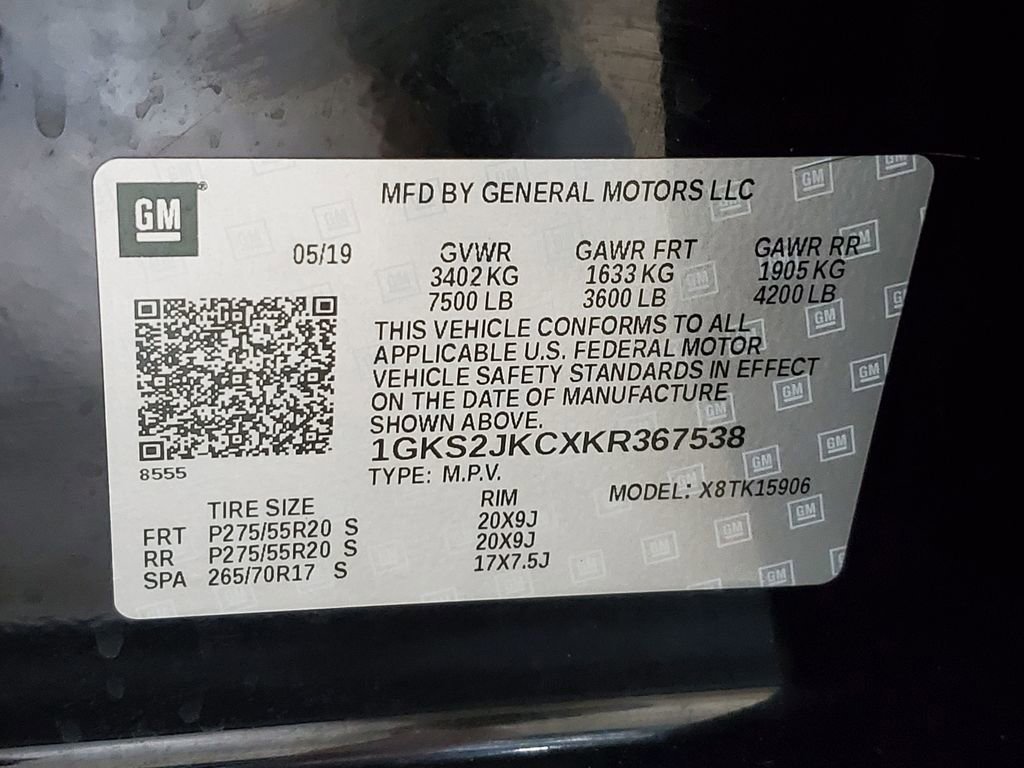 GM
MFD BY GENERAL MOTORS LLC
05/19 GVWR GAWR FRT GAWR RR
3402 KG 1633 KG 1905 KG
7500 LB 3600 LB 4200 LB
THIS VEHICLE CONFORMS TO ALL
APPLICABLE U.S. FEDERAL MOTOR
VEHICLE SAFETY STANDARDS IN EFFECT
ON THE DATE OF MANUFACTURE
SHOWN ABOVE.
1GKS2JKCXKR367538
8555
TYPE: M.P.V. MODEL: X8TK15906
TIRE SIZE RIM
FRT P275/55R20 S 20X9J
RR P275/55R20 S 20X9J
SPA 265/70R17 S 17X7.5J